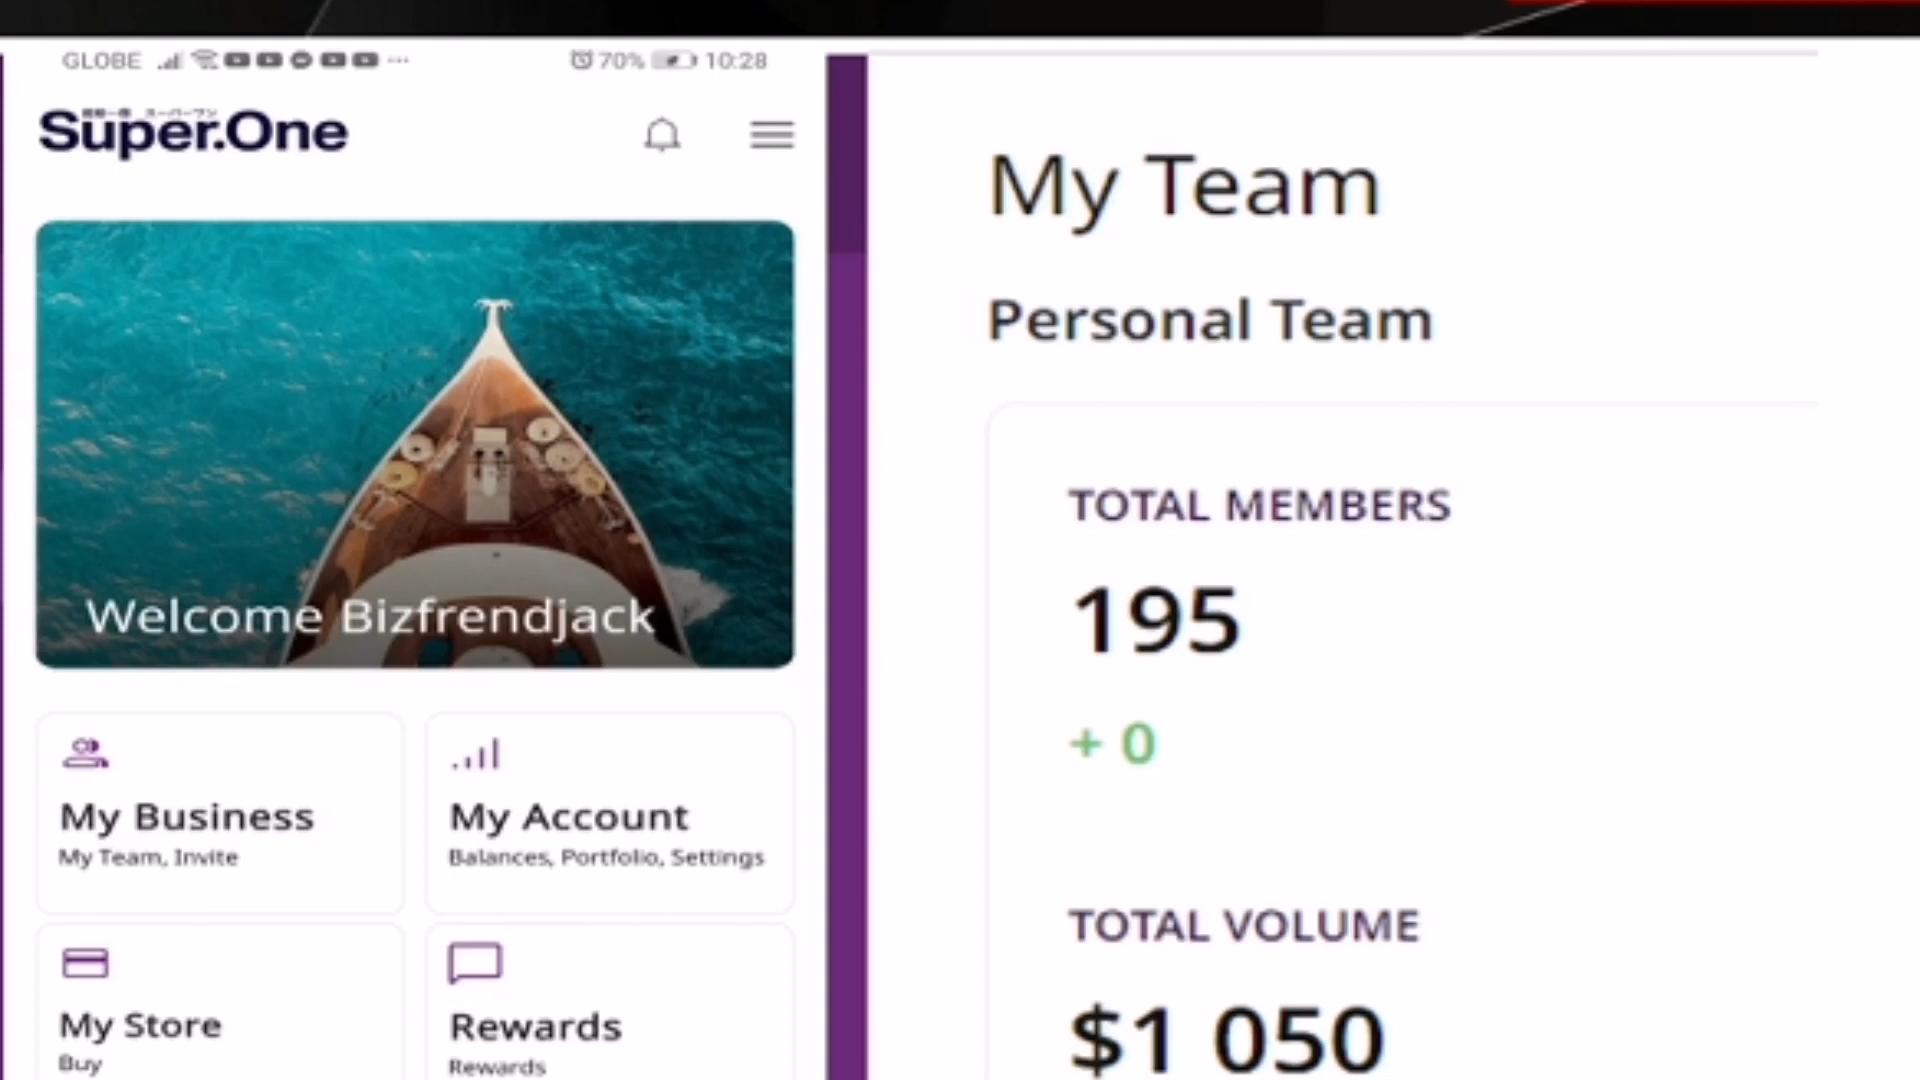 GLOBE
70%
10:28
Super.One
Welcome Bizfrendjack
My Business
My Team, Invite
My Account
Balances, Portfolio, Settings
My Store
Buy
Rewards
Rewards
My Team
Personal Team
TOTAL MEMBERS
195
+ 0
TOTAL VOLUME
$1 050